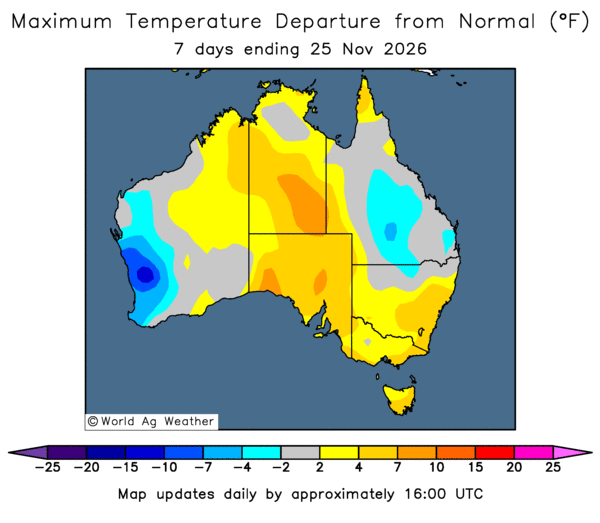 Maximum Temperature Departure from Normal (°F)
7 days ending 25 Nov 2026
©World Ag Weather
-25 -20 -15 -10 -7 -4 -2 2 4 7 10 15 20 25
Map updates daily by approximately 16:00 UTC